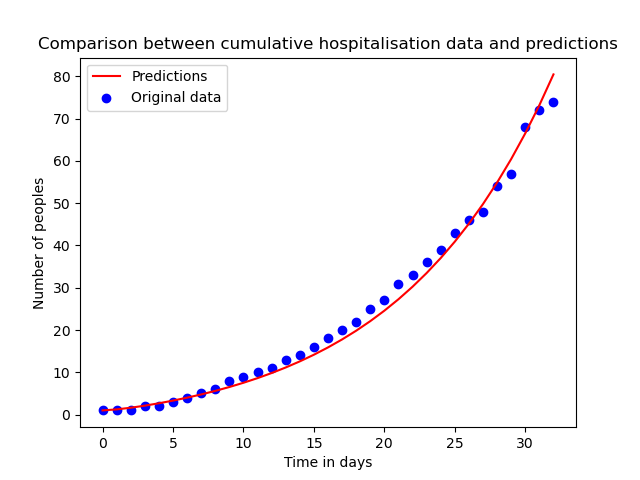 Comparison between cumulative hospitalisation data and predictions
Predictions
Original data
Number of peoples
80
70
60
50
40
30
20
10
0
0 5 10 15 20 25 30
Time in days